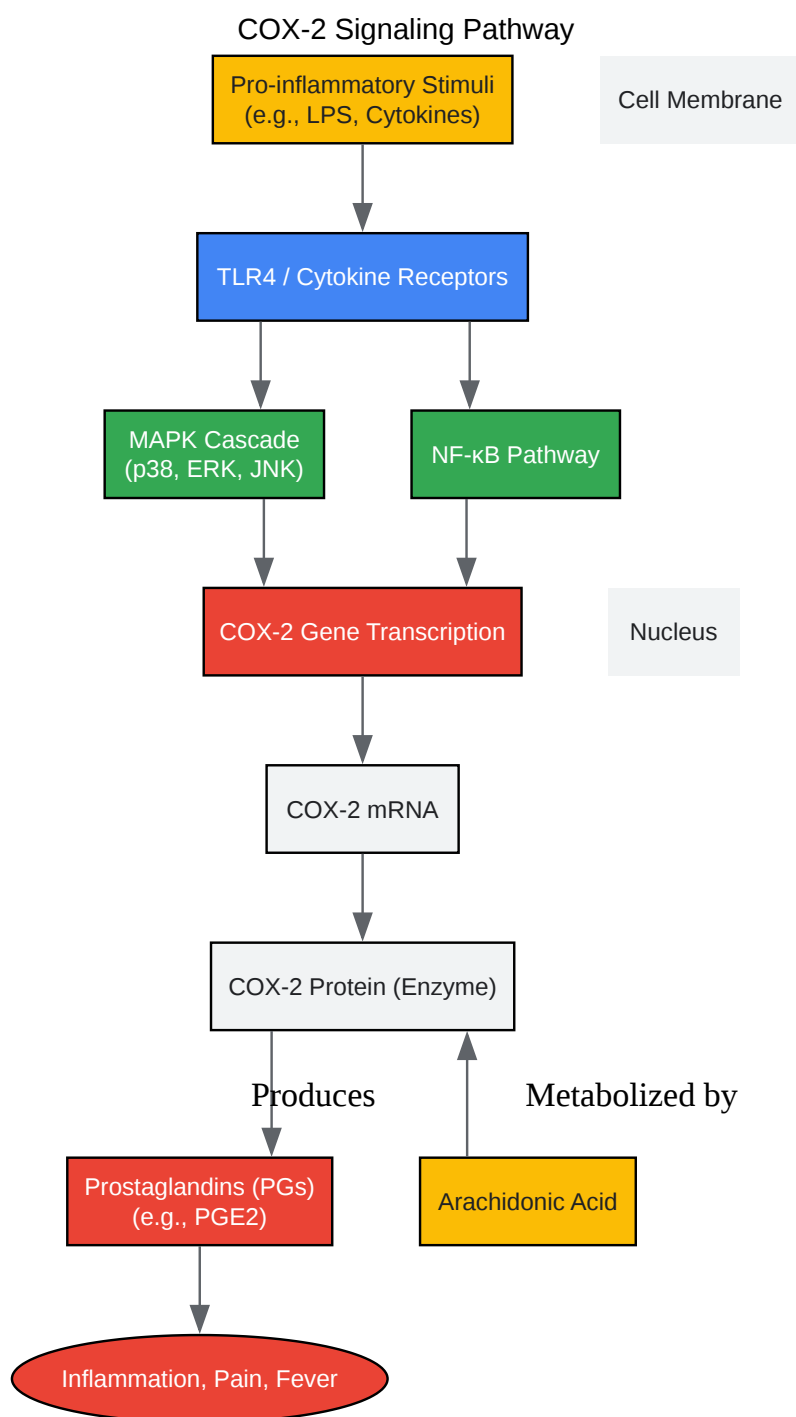 COX-2 Signaling Pathway
Pro-inflammatory Stimuli
(e.g., LPS, Cytokines)
Cell Membrane
TLR4 / Cytokine Receptors
MAPK Cascade
(p38, ERK, JNK)
NF-κB Pathway
COX-2 Gene Transcription
Nucleus
COX-2 mRNA
COX-2 Protein (Enzyme)
Produces
Metabolized by
Prostaglandins (PGs)
(e.g., PGE2)
Arachidonic Acid
Inflammation, Pain, Fever